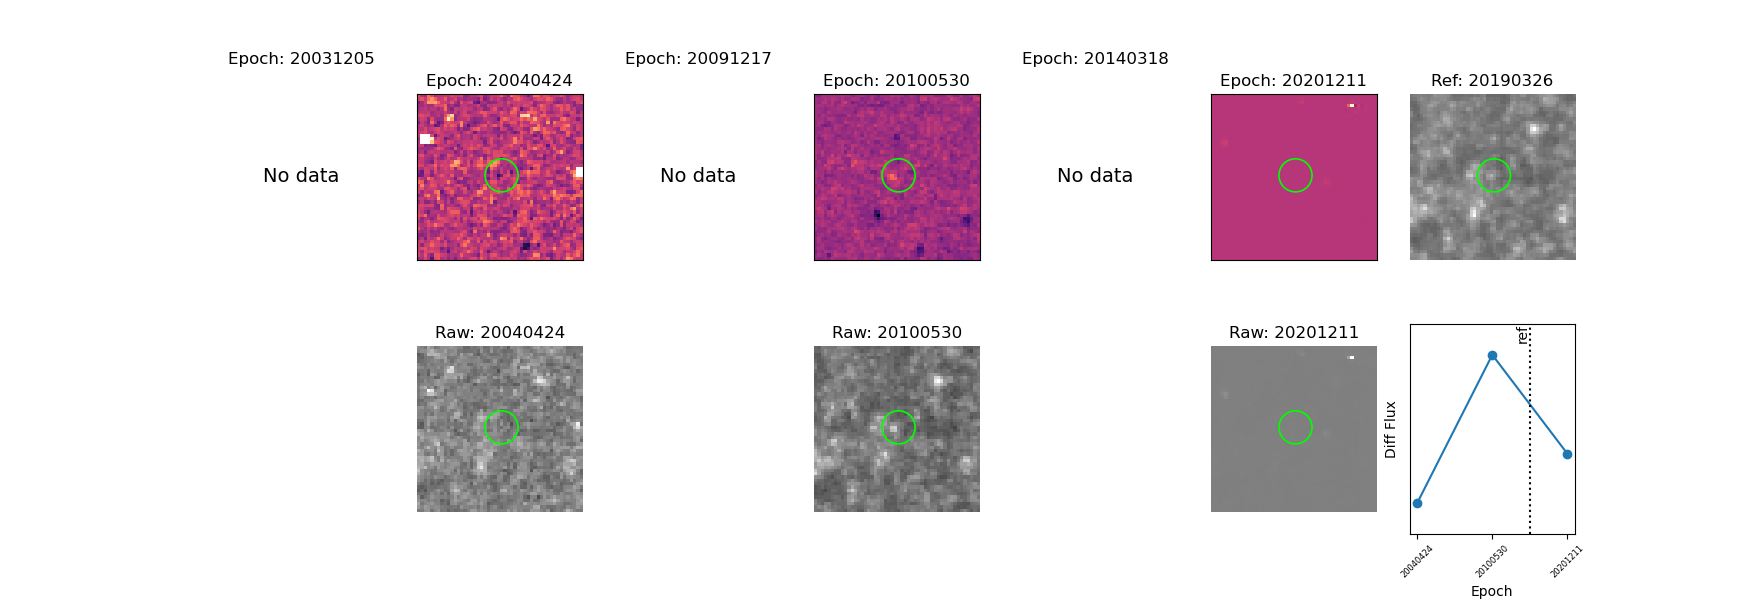 Epoch: 20031205
Epoch: 20040424
Epoch: 20091217
Epoch: 20100530
Epoch: 20140318
Epoch: 20201211
Ref: 20190326
No data
No data
No data
Raw: 20040424
Raw: 20100530
Raw: 20201211
ref
Diff Flux
20040424
20100530
20201211
Epoch